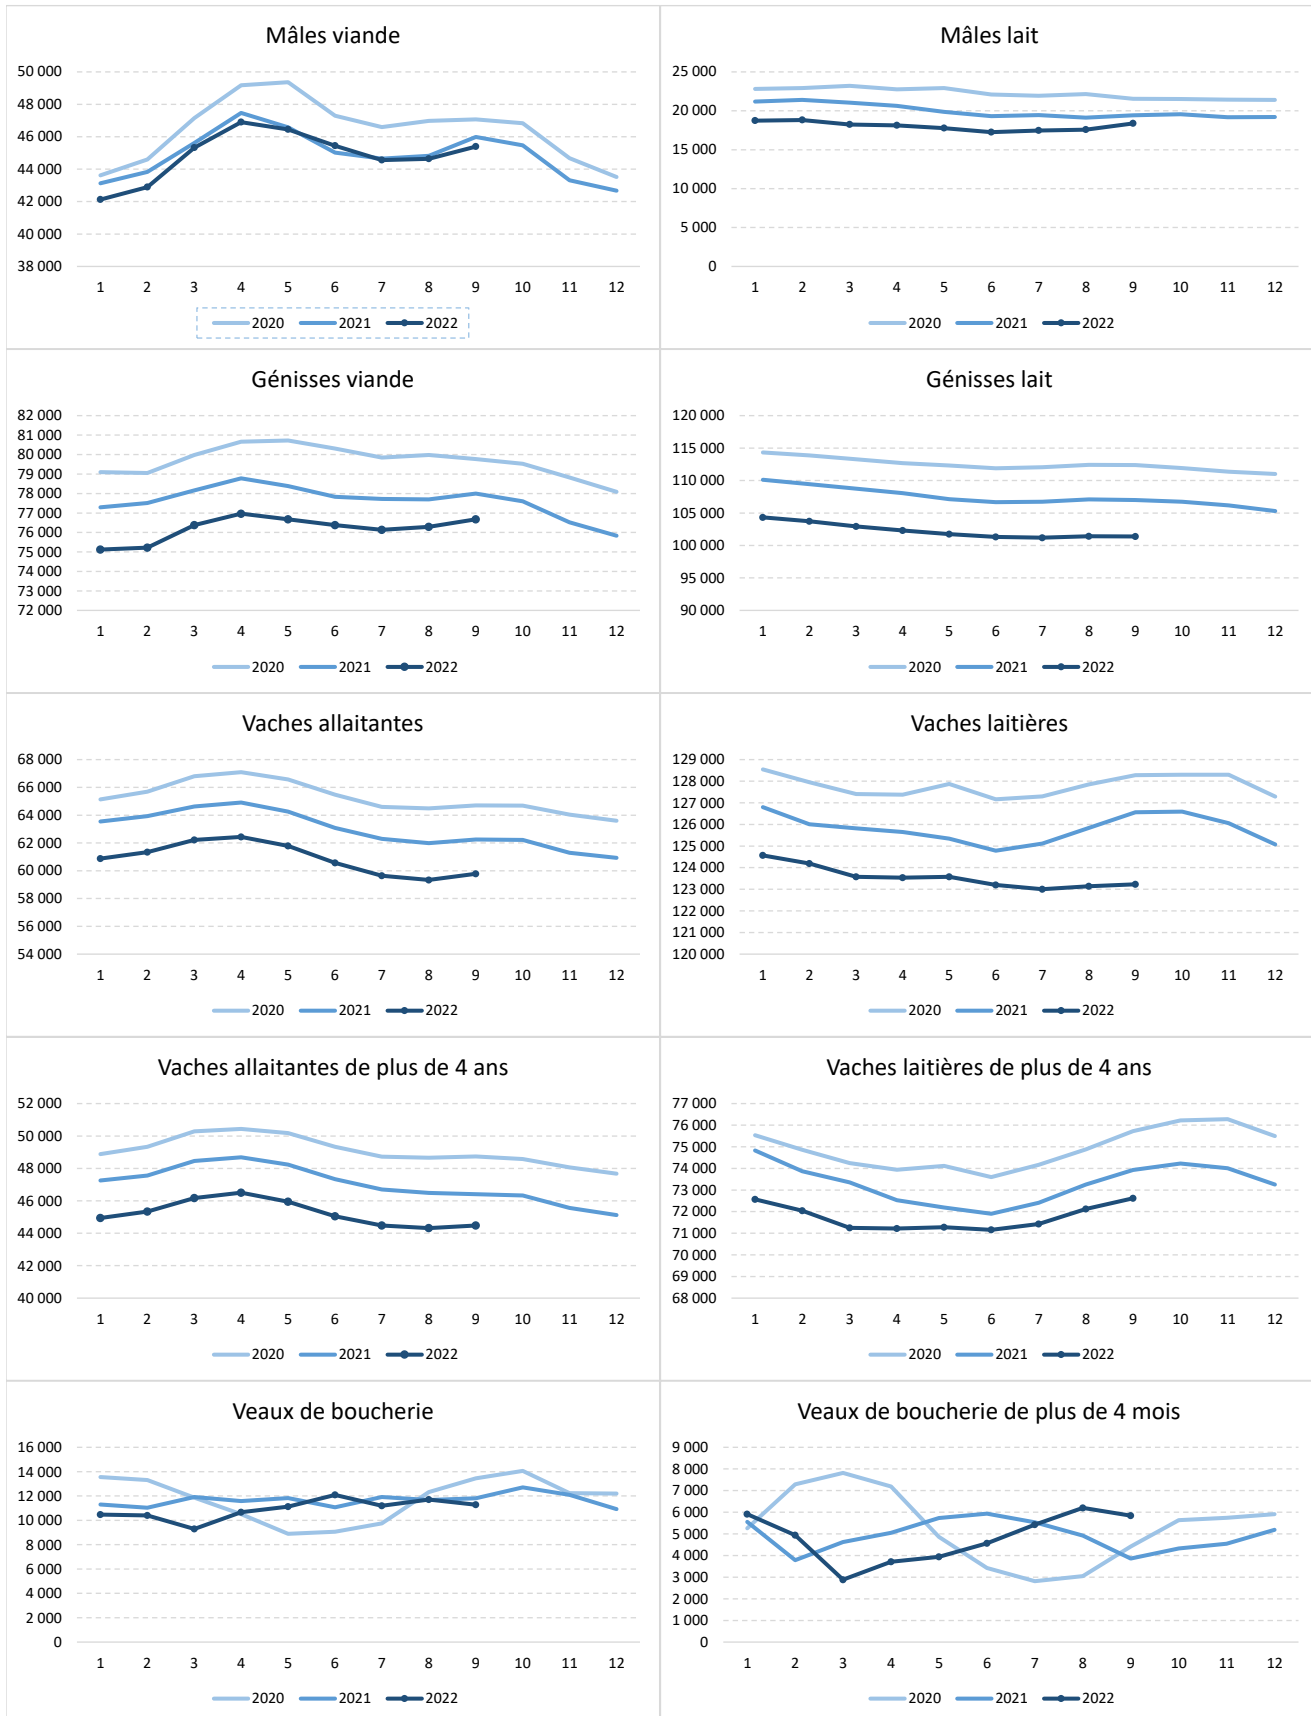 Mâles viande
50 000
48 000
46 000
44 000
42 000
40 000
38 000
1 2 3 4 5 6 7 8 9 10 11 12
2020 2021 2022
Mâles lait
25 000
20 000
15 000
10 000
5 000
0
1 2 3 4 5 6 7 8 9 10 11 12
2020 2021 2022
Génisses viande
82 000
81 000
80 000
79 000
78 000
77 000
76 000
75 000
74 000
73 000
72 000
1 2 3 4 5 6 7 8 9 10 11 12
2020 2021 2022
Génisses lait
120 000
115 000
110 000
105 000
100 000
95 000
90 000
1 2 3 4 5 6 7 8 9 10 11 12
2020 2021 2022
Vaches allaitantes
68 000
66 000
64 000
62 000
60 000
58 000
56 000
54 000
1 2 3 4 5 6 7 8 9 10 11 12
2020 2021 2022
Vaches laitières
129 000
128 000
127 000
126 000
125 000
124 000
123 000
122 000
121 000
120 000
1 2 3 4 5 6 7 8 9 10 11 12
2020 2021 2022
Vaches allaitantes de plus de 4 ans
52 000
50 000
48 000
46 000
44 000
42 000
40 000
1 2 3 4 5 6 7 8 9 10 11 12
2020 2021 2022
Vaches laitières de plus de 4 ans
77 000
76 000
75 000
74 000
73 000
72 000
71 000
70 000
69 000
68 000
1 2 3 4 5 6 7 8 9 10 11 12
2020 2021 2022
Veaux de boucherie
16 000
14 000
12 000
10 000
8 000
6 000
4 000
2 000
0
1 2 3 4 5 6 7 8 9 10 11 12
2020 2021 2022
Veaux de boucherie de plus de 4 mois
9 000
8 000
7 000
6 000
5 000
4 000
3 000
2 000
1 000
0
1 2 3 4 5 6 7 8 9 10 11 12
2020 2021 2022